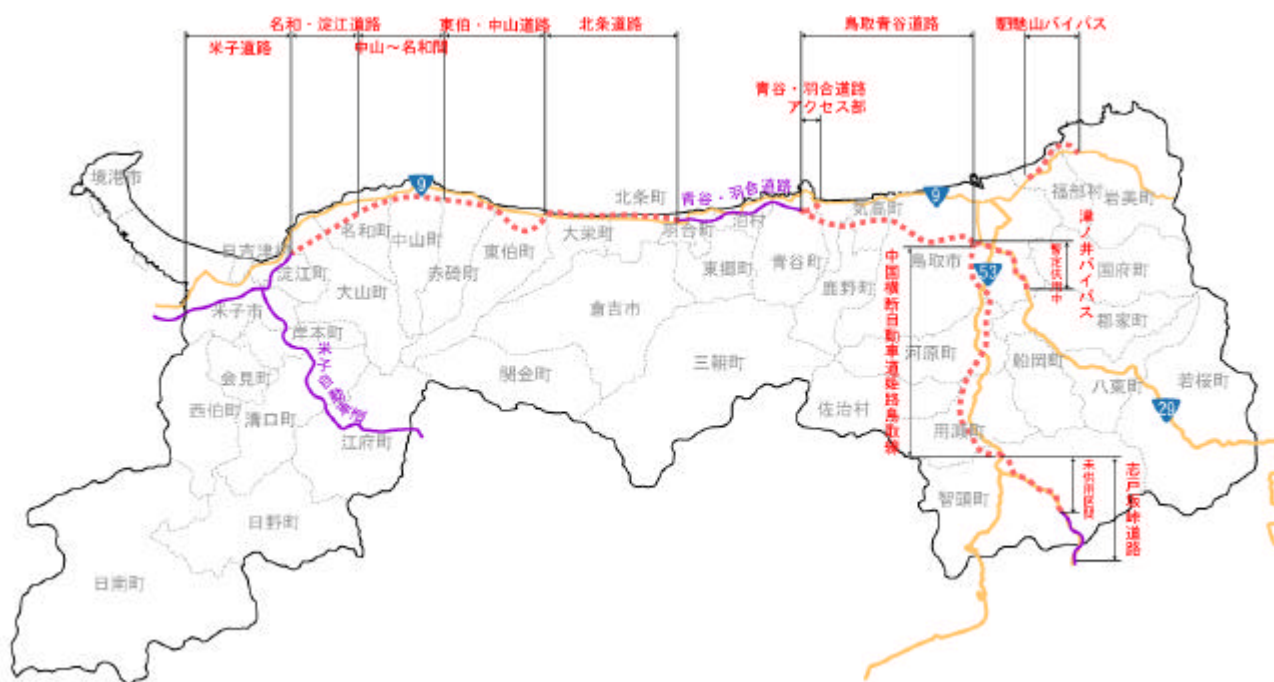 名和・淀江道路
東伯・中山道路
北条道路
鳥取青谷道路
駟馳山バイパス
米子道路
中山～名和間
青谷・羽合道路
アクセス部
境港市
9
北条町
青谷・羽合道路
福部村
岩美町
日吉津村
名和町
中山町
東伯町
大栄町
羽合町
泊村
気高町
9
淀江町
大山町
赤碕町
東郷町
青谷町
鹿野町
鳥取市
53
暫定供用中
滝ノ井バイパス
国府町
郡家町
米子市
岸本町
倉吉市
中国横断自動車道姫路鳥取線
河原町
船岡町
米子自動車道
会見町
関金町
三朝町
八東町
若桜町
西伯町
溝口町
佐治村
用瀬町
29
江府町
智頭町
未供用区間
志戸坂峠道路
日野町
日南町